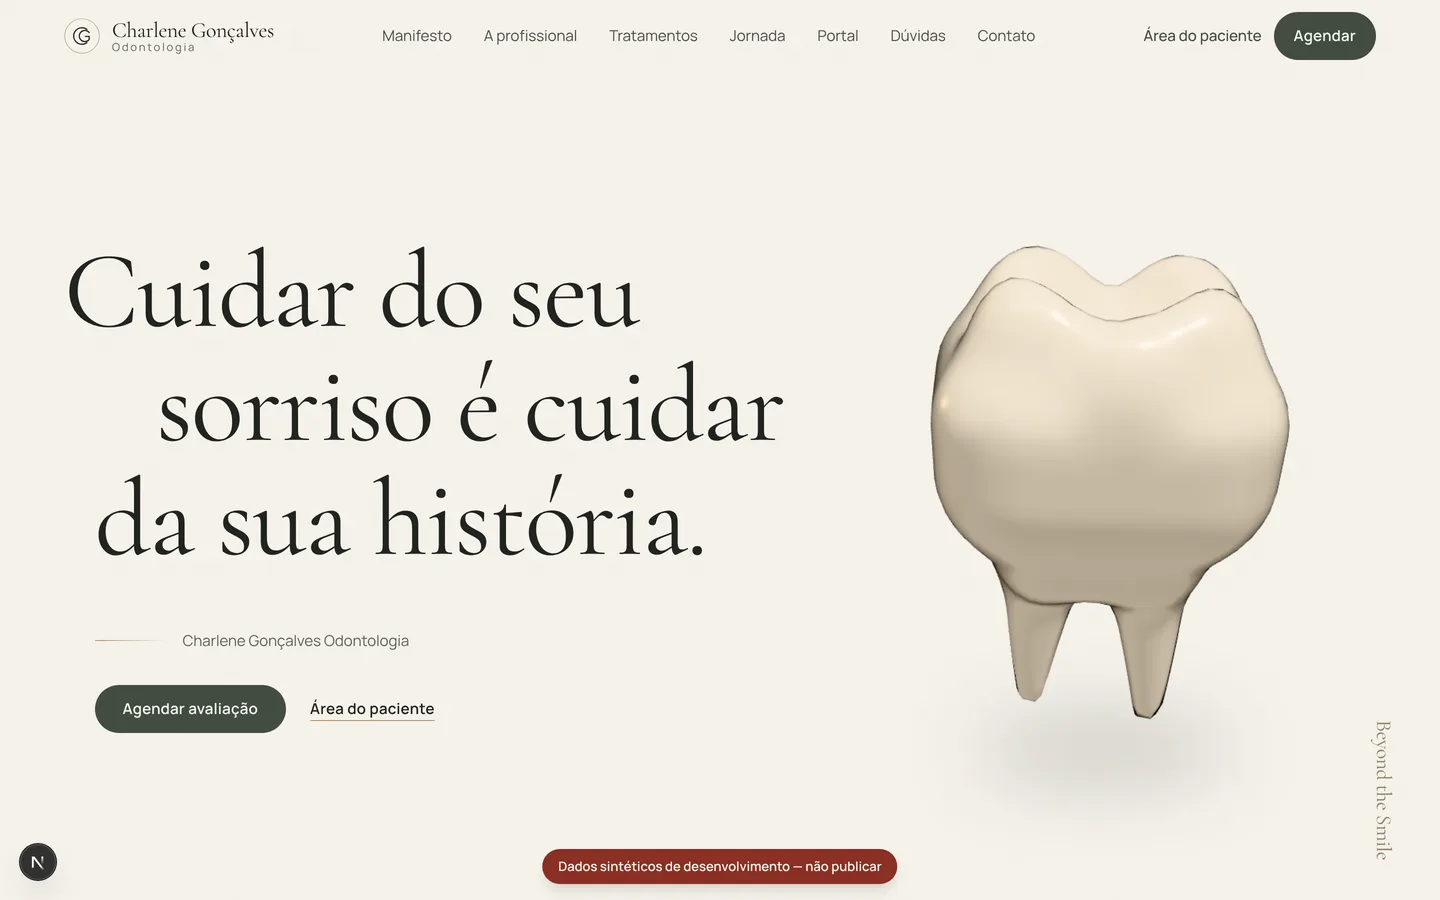 Charlene Gonçalves
Odontologia
Manifesto
A profissional
Tratamentos
Jornada
Portal
Dúvidas
Contato
Área do paciente
Agendar
Cuidar do seu
sorriso é cuidar
da sua história.
Charlene Gonçalves Odontologia
Agendar avaliação
Área do paciente
Beyond the Smile
N
Dados sintéticos de desenvolvimento — não publicar